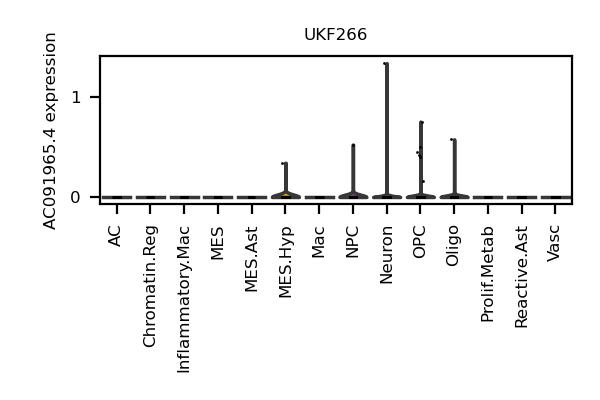 UKF266
AC091965.4 expression
1
0
AC
Chromatin.Reg
Inflammatory.Mac
MES
MES.Ast
MES.Hyp
Mac
NPC
Neuron
OPC
Oligo
Prolif.Metab
Reactive.Ast
Vasc